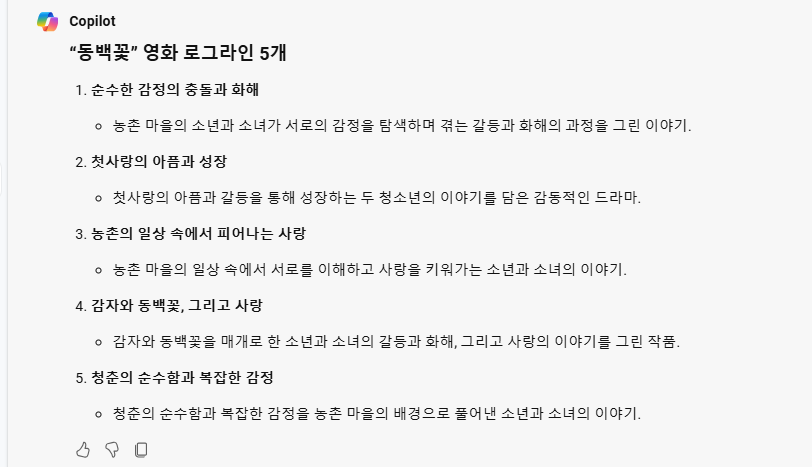 Copilot
“동백꽃” 영화 로그라인 5개
1. 순수한 감정의 충돌과 화해
농촌 마을의 소년과 소녀가 서로의 감정을 탐색하며 겪는 갈등과 화해의 과정을 그린 이야기.
2. 첫사랑의 아픔과 성장
첫사랑의 아픔과 갈등을 통해 성장하는 두 청소년의 이야기를 담은 감동적인 드라마.
3. 농촌의 일상 속에서 피어나는 사랑
농촌 마을의 일상 속에서 서로를 이해하고 사랑을 키워가는 소년과 소녀의 이야기.
4. 감자와 동백꽃, 그리고 사랑
감자와 동백꽃을 매개로 한 소년과 소녀의 갈등과 화해, 그리고 사랑의 이야기를 그린 작품.
5. 청춘의 순수함과 복잡한 감정
청춘의 순수함과 복잡한 감정을 농촌 마을의 배경으로 풀어낸 소년과 소녀의 이야기.